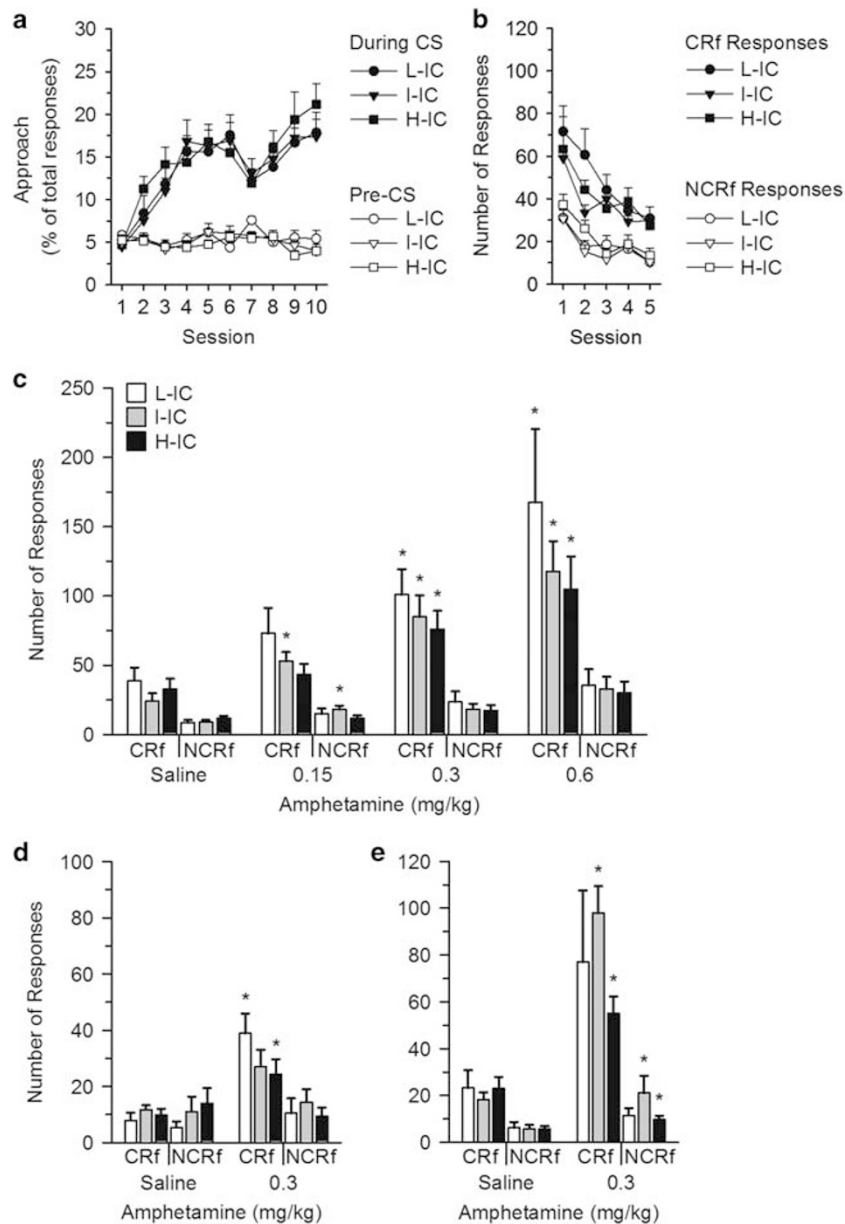 a
30
25
20
15
10
5
0
Approach
(% of total responses)
1 2 3 4 5 6 7 8 9 10
Session
During CS
L-IC
I-IC
H-IC
Pre-CS
L-IC
I-IC
H-IC
b
120
100
80
60
40
20
0
Number of Responses
1 2 3 4 5
Session
CRf Responses
L-IC
I-IC
H-IC
NCRf Responses
L-IC
I-IC
H-IC
c
250
200
150
100
50
0
Number of Responses
L-IC
I-IC
H-IC
* * * * * * * *
CRf NCRf CRf NCRf CRf NCRf CRf NCRf
Saline 0.15 0.3 0.6
Amphetamine (mg/kg)
d
100
80
60
40
20
0
Number of Responses
* *
CRf NCRf CRf NCRf
Saline 0.3
Amphetamine (mg/kg)
e
120
100
80
60
40
20
0
* * * *
CRf NCRf CRf NCRf
Saline 0.3
Amphetamine (mg/kg)